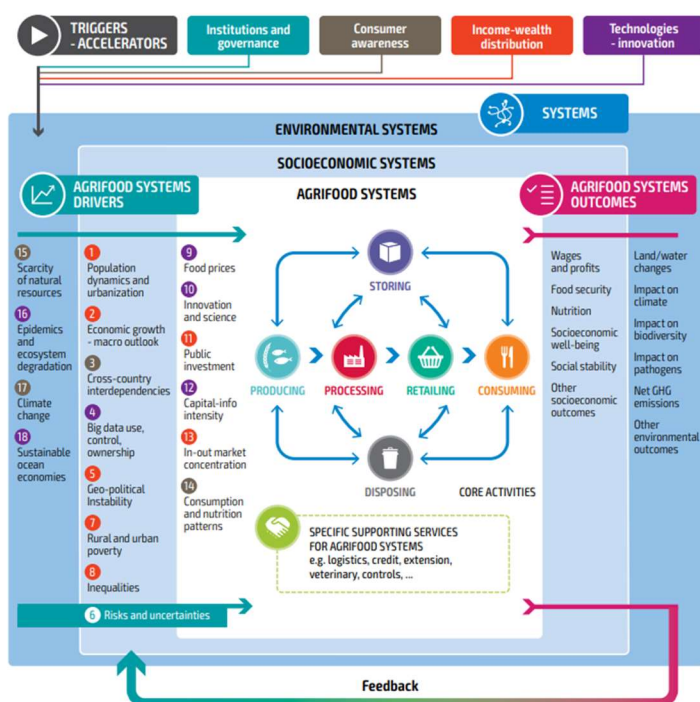 TRIGGERS
- ACCELERATORS
Institutions and
governance
Consumer
awareness
Income-wealth
distribution
Technologies
- innovation
SYSTEMS
ENVIRONMENTAL SYSTEMS
SOCIOECONOMIC SYSTEMS
AGRIFOOD SYSTEMS
DRIVERS
AGRIFOOD SYSTEMS
AGRIFOOD SYSTEMS
OUTCOMES
15
Scarcity
of natural
resources
16
Epidemics
and
ecosystem
degradation
17
Climate
change
18
Sustainable
ocean
economies
1
Population
dynamics and
urbanization
2
Economic growth
- macro outlook
3
Cross-country
interdependencies
4
Big data use,
control,
ownership
5
Geo-political
Instability
7
Rural and urban
poverty
8
Inequalities
6 Risks and uncertainties
9
Food prices
10
Innovation
and science
11
Public
investment
12
Capital-info
intensity
13
In-out market
concentration
14
Consumption
and nutrition
patterns
STORING
PRODUCING
PROCESSING
RETAILING
CONSUMING
DISPOSING
CORE ACTIVITIES
SPECIFIC SUPPORTING SERVICES
FOR AGRIFOOD SYSTEMS
e.g. logistics, credit, extension,
veterinary, controls, ...
Wages
and profits
Food security
Nutrition
Socioeconomic
well-being
Social stability
Other
socioeconomic
outcomes
Land/water
changes
Impact on
climate
Impact on
biodiversity
Impact on
pathogens
Net GHG
emissions
Other
environmental
outcomes
Feedback